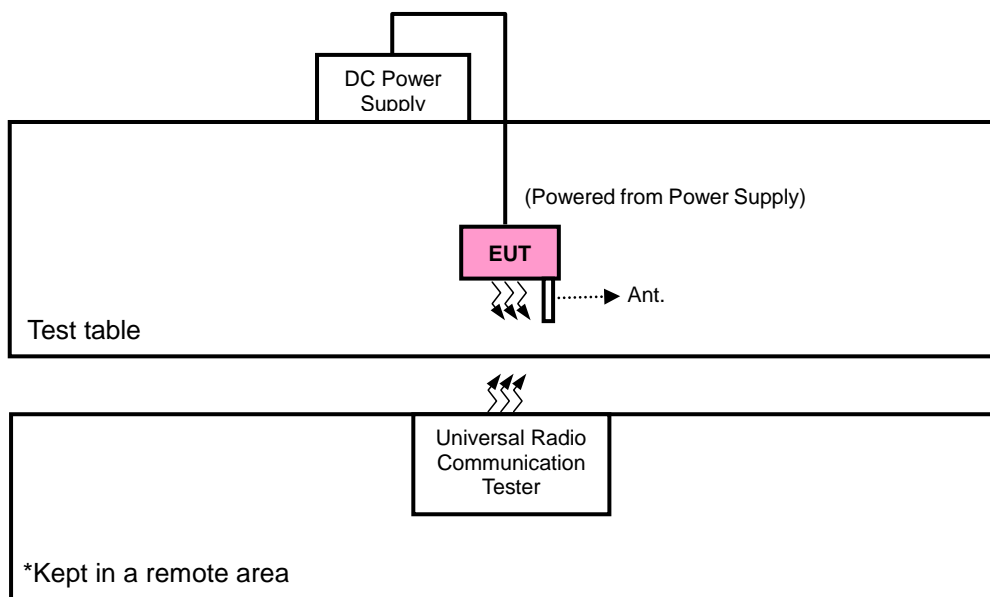 DC Power
Supply
(Powered from Power Supply)
EUT
Ant.
Test table
Universal Radio
Communication
Tester
*Kept in a remote area